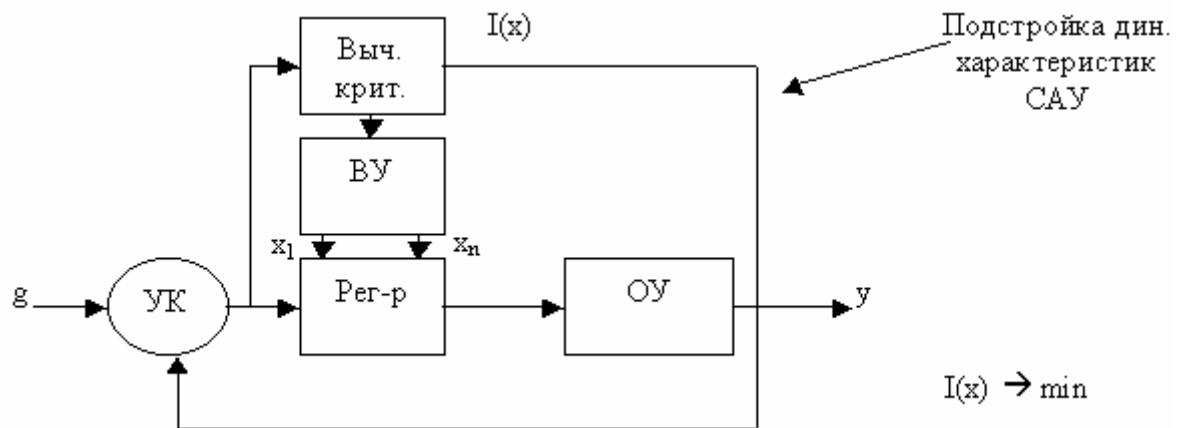 I(x)
Подстройка дин.
характеристик
САУ
Выч.
крит.
ВУ
x1
xn
g
УК
Рег-р
ОУ
y
I(x) → min